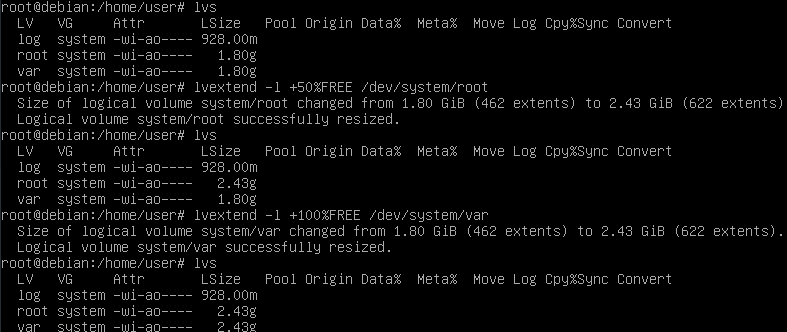 root@debian:/home/user# lvs
  LV   VG     Attr       LSize   Pool Origin Data%  Meta%  Move Log Cpy%Sync Convert
  log  system -wi-ao---- 928.00m
  root system -wi-ao----   1.80g
  var  system -wi-ao----   1.80g
root@debian:/home/user# lvextend -l +50%FREE /dev/system/root
  Size of logical volume system/root changed from 1.80 GiB (462 extents) to 2.43 GiB (622 extents)
  Logical volume system/root successfully resized.
root@debian:/home/user# lvs
  LV   VG     Attr       LSize   Pool Origin Data%  Meta%  Move Log Cpy%Sync Convert
  log  system -wi-ao---- 928.00m
  root system -wi-ao----   2.43g
  var  system -wi-ao----   1.80g
root@debian:/home/user# lvextend -l +100%FREE /dev/system/var
  Size of logical volume system/var changed from 1.80 GiB (462 extents) to 2.43 GiB (622 extents).
  Logical volume system/var successfully resized.
root@debian:/home/user# lvs
  LV   VG     Attr       LSize   Pool Origin Data%  Meta%  Move Log Cpy%Sync Convert
  log  system -wi-ao---- 928.00m
  root system -wi-ao----   2.43g
  var  system -wi-ao----   2.43g